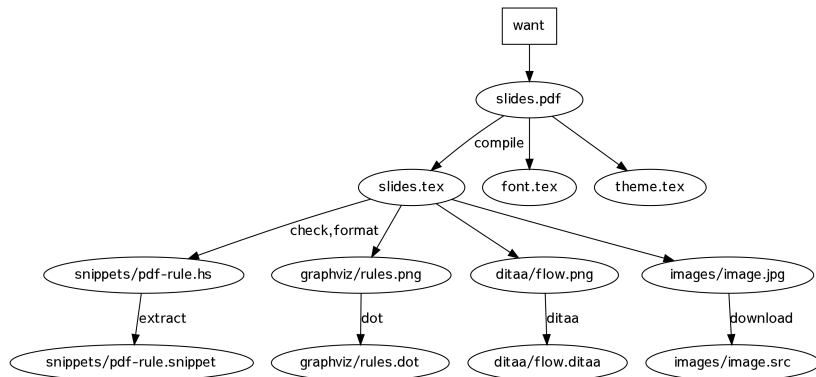 want
slides.pdf
compile
slides.tex
font.tex
theme.tex
check,format
snippets/pdf-rule.hs
graphviz/rules.png
ditaa/flow.png
images/image.jpg
extract
dot
ditaa
download
snippets/pdf-rule.snippet
graphviz/rules.dot
ditaa/flow.ditaa
images/image.src